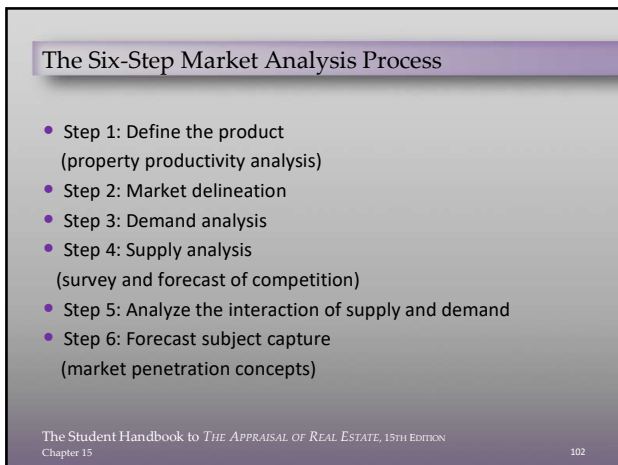 The Six-Step Market Analysis Process
• Step 1: Define the product
(property productivity analysis)
• Step 2: Market delineation
• Step 3: Demand analysis
• Step 4: Supply analysis
(survey and forecast of competition)
• Step 5: Analyze the interaction of supply and demand
• Step 6: Forecast subject capture
(market penetration concepts)
The Student Handbook to THE APPRAISAL OF REAL ESTATE, 15TH EDITION
Chapter 15
102